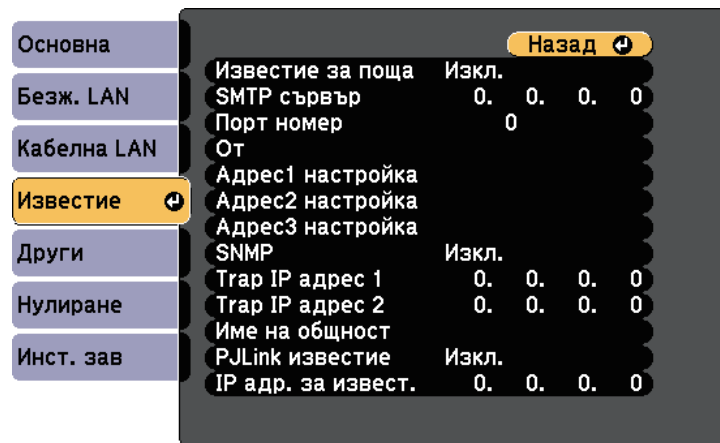 Основна
Безж. LAN
Кабелна LAN
Известие
Други
Нулиране
Инст. зав
Назад
Известие за поща Изкл.
SMTP сървър 0. 0. 0. 0
Порт номер 0
От
Адрес1 настройка
Адрес2 настройка
Адрес3 настройка
SNMP Изкл.
Trap IP адрес 1 0. 0. 0. 0
Trap IP адрес 2 0. 0. 0. 0
Име на общност
PJLink известие Изкл.
IP адр. за извест. 0. 0. 0. 0